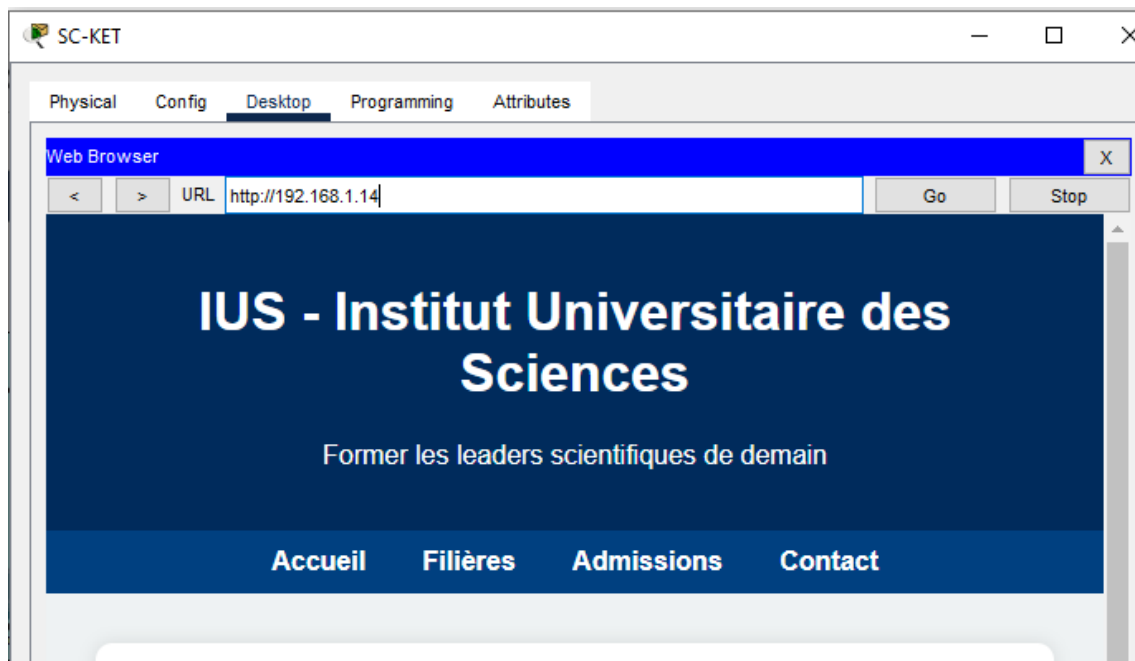 SC-KET
Physical Config Desktop Programming Attributes
Web Browser X
< > URL http://192.168.1.14 Go Stop
IUS - Institut Universitaire des
Sciences
Former les leaders scientifiques de demain
Accueil Filières Admissions Contact